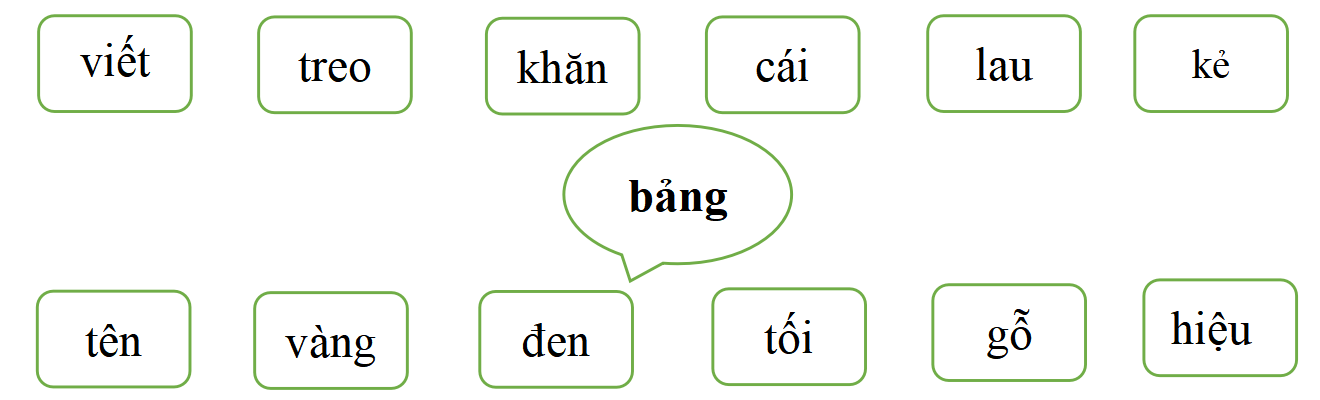 viết treo khăn cái lau kẻ
bảng
tên vàng đen tối gỗ hiệu